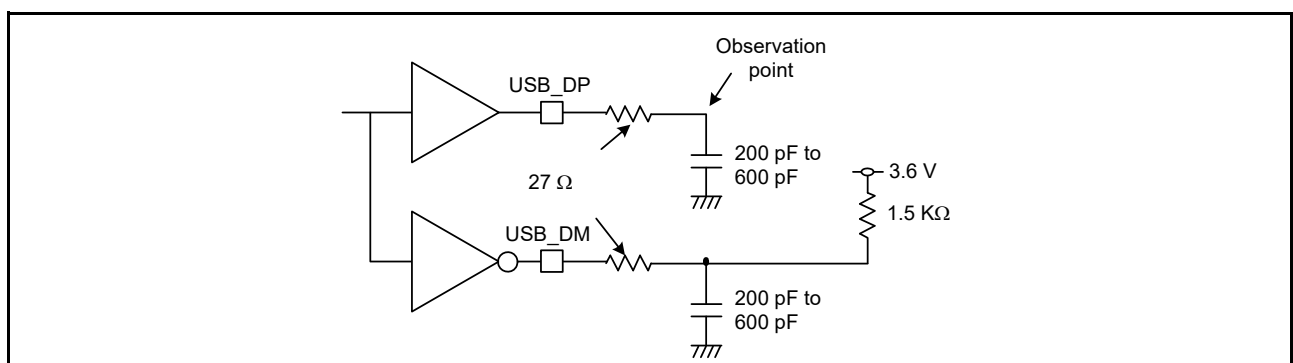 Observation
point
USB_DP
200 pF to
600 pF
27 Ω
3.6 V
1.5 KΩ
USB_DM
200 pF to
600 pF